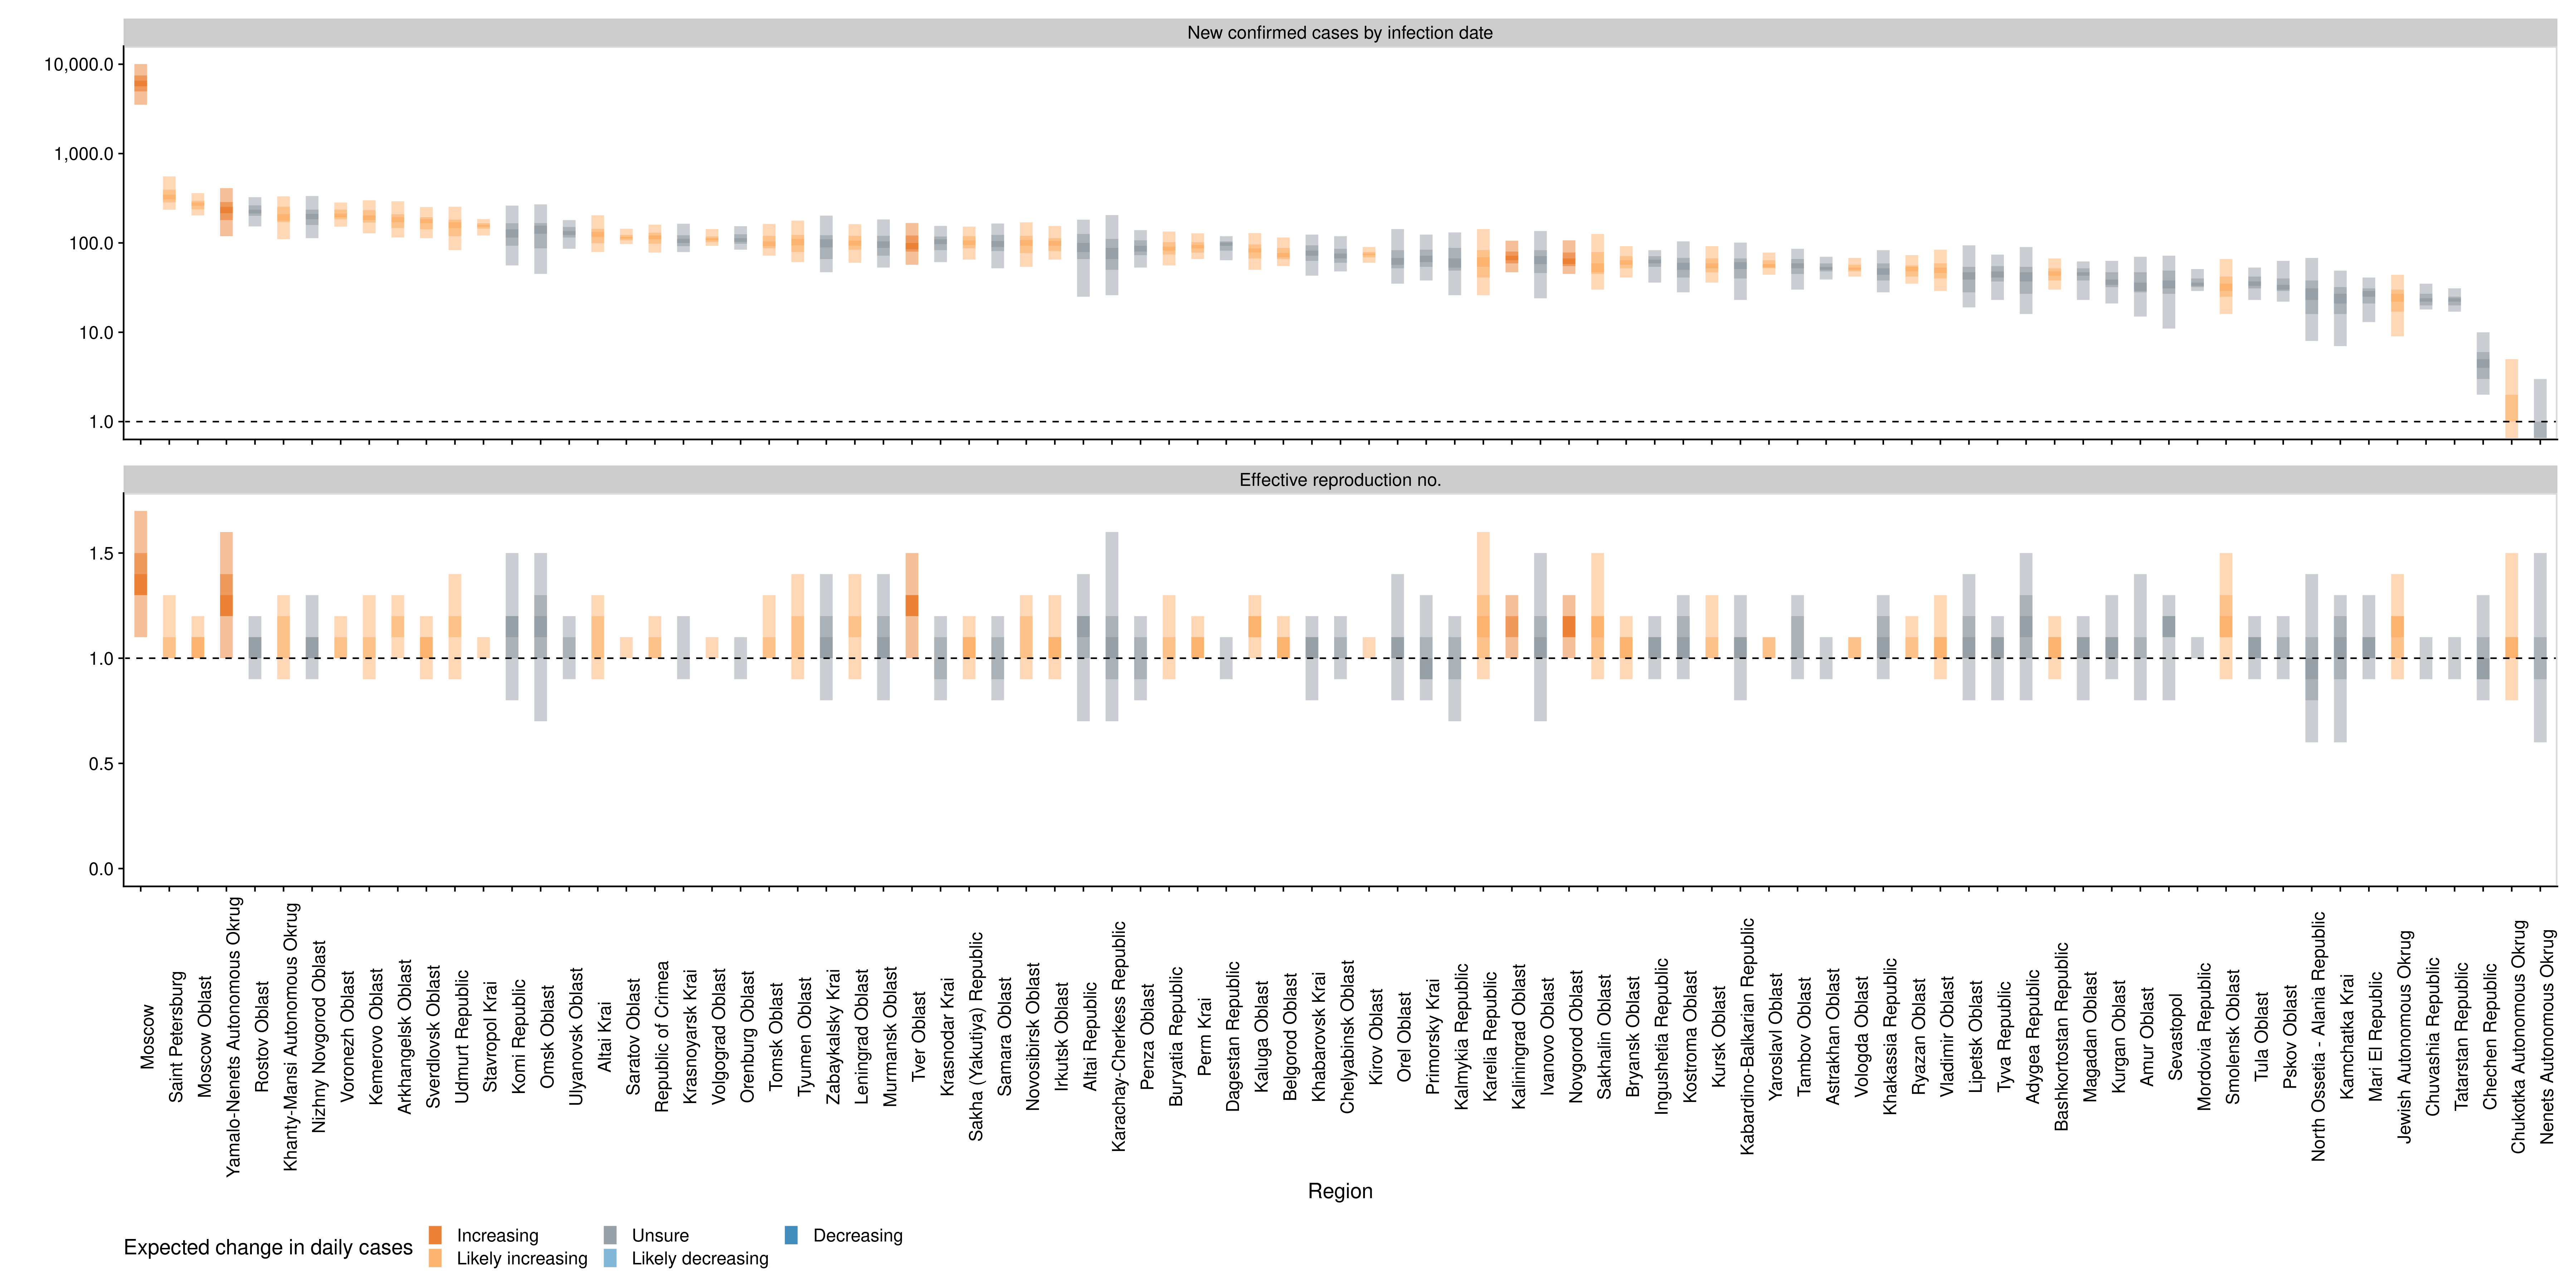 New confirmed cases by infection date
10,000.0
1,000.0
100.0
10.0
1.0
Effective reproduction no.
1.5
1.0
0.5
0.0
Moscow
Saint Petersburg
Moscow Oblast
Yamalo-Nenets Autonomous Okrug
Rostov Oblast
Khanty-Mansi Autonomous Okrug
Nizhny Novgorod Oblast
Voronezh Oblast
Kemerovo Oblast
Arkhangelsk Oblast
Sverdlovsk Oblast
Udmurt Republic
Stavropol Krai
Komi Republic
Omsk Oblast
Ulyanovsk Oblast
Altai Krai
Saratov Oblast
Republic of Crimea
Krasnoyarsk Krai
Volgograd Oblast
Orenburg Oblast
Tomsk Oblast
Tyumen Oblast
Zabaykalsky Krai
Leningrad Oblast
Murmansk Oblast
Tver Oblast
Krasnodar Krai
Sakha (Yakutiya) Republic
Samara Oblast
Novosibirsk Oblast
Irkutsk Oblast
Altai Republic
Karachay-Cherkess Republic
Penza Oblast
Buryatia Republic
Perm Krai
Dagestan Republic
Kaluga Oblast
Belgorod Oblast
Khabarovsk Krai
Chelyabinsk Oblast
Kirov Oblast
Orel Oblast
Primorsky Krai
Kalmykia Republic
Karelia Republic
Kaliningrad Oblast
Ivanovo Oblast
Novgorod Oblast
Sakhalin Oblast
Bryansk Oblast
Ingushetia Republic
Kostroma Oblast
Kursk Oblast
Kabardino-Balkarian Republic
Yaroslavl Oblast
Tambov Oblast
Astrakhan Oblast
Vologda Oblast
Khakassia Republic
Ryazan Oblast
Vladimir Oblast
Lipetsk Oblast
Tyva Republic
Adygea Republic
Bashkortostan Republic
Magadan Oblast
Kurgan Oblast
Amur Oblast
Sevastopol
Mordovia Republic
Smolensk Oblast
Tula Oblast
Pskov Oblast
North Ossetia - Alania Republic
Kamchatka Krai
Mari El Republic
Jewish Autonomous Okrug
Chuvashia Republic
Tatarstan Republic
Chechen Republic
Chukotka Autonomous Okrug
Nenets Autonomous Okrug
Region
Expected change in daily cases
Increasing
Unsure
Decreasing
Likely increasing
Likely decreasing